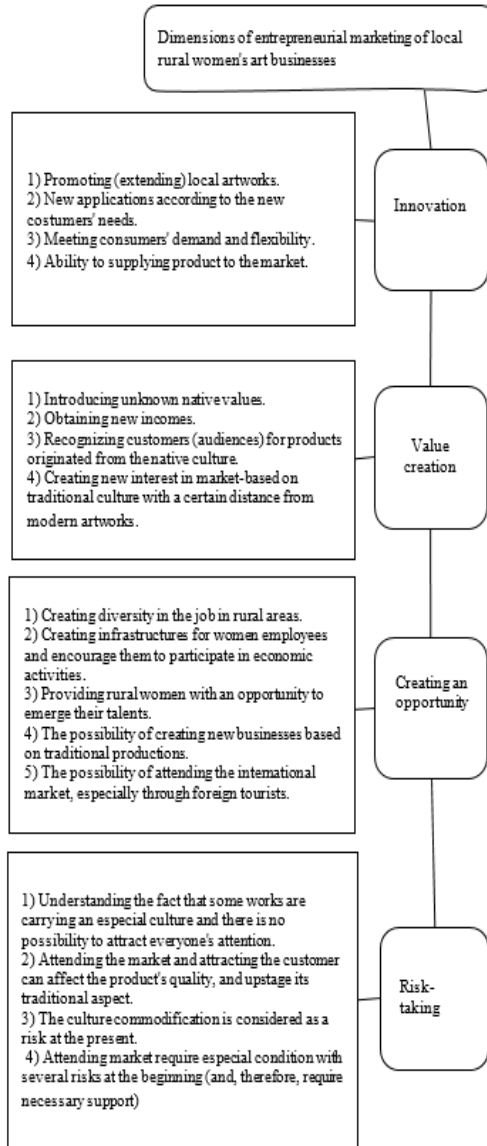 Dimensions of entrepreneurial marketing of local
rural women's art businesses
1) Promoting (extending) local artworks.
2) New applications according to the new
costumers' needs.
3) Meeting consumers' demand and flexibility.
4) Ability to supplying product to the market.
Innovation
1) Introducing unknown native values.
2) Obtaining new incomes.
3) Recognizing customers (audiences) for products
originated from the native culture.
4) Creating new interest in market-based on
traditional culture with a certain distance from
modern artworks.
Value
creation
1) Creating diversity in the job in rural areas.
2) Creating infrastructures for women employees
and encourage them to participate in economic
activities.
3) Providing rural women with an opportunity to
emerge their talents.
4) The possibility of creating new businesses based
on traditional productions.
5) The possibility of attending the international
market, especially through foreign tourists.
Creating an
opportunity
1) Understanding the fact that some works are
carrying an especial culture and there is no
possibility to attract everyone's attention.
2) Attending the market and attracting the customer
can affect the product's quality, and upstage its
traditional aspect.
3) The culture commodification is considered as a
risk at the present.
4) Attending market require especial condition with
several risks at the beginning (and, therefore, require
necessary support)
Risk-
taking